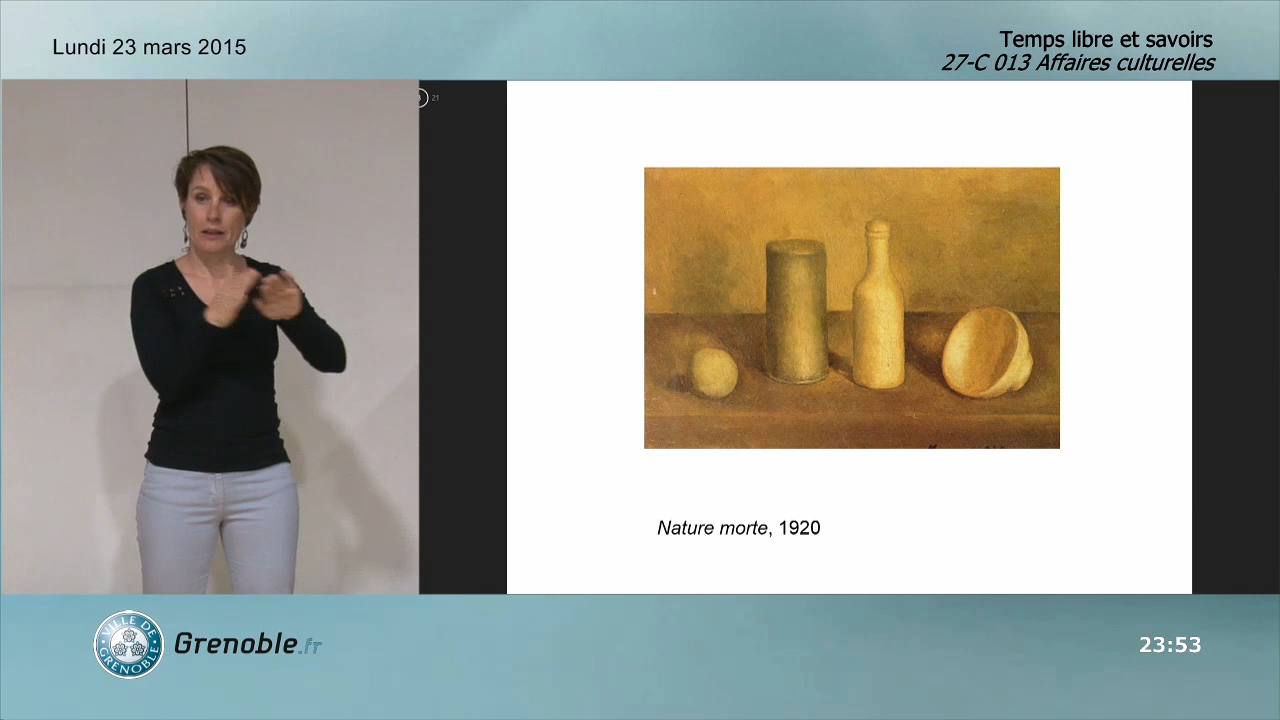 Lundi 23 mars 2015
Temps libre et savoirs
27-C 013 Affaires culturelles
21
Nature morte, 1920
VILLE DE GRENOBLE
Grenoble.fr
23:53